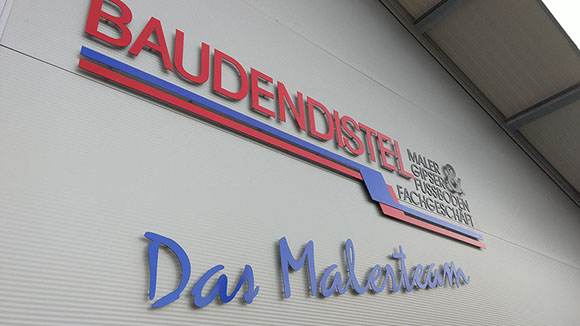 BAUDENDISTEL
MALER
GIPSER &
FUSSBODEN
FACHGESCHÄFT
Das Malerteam